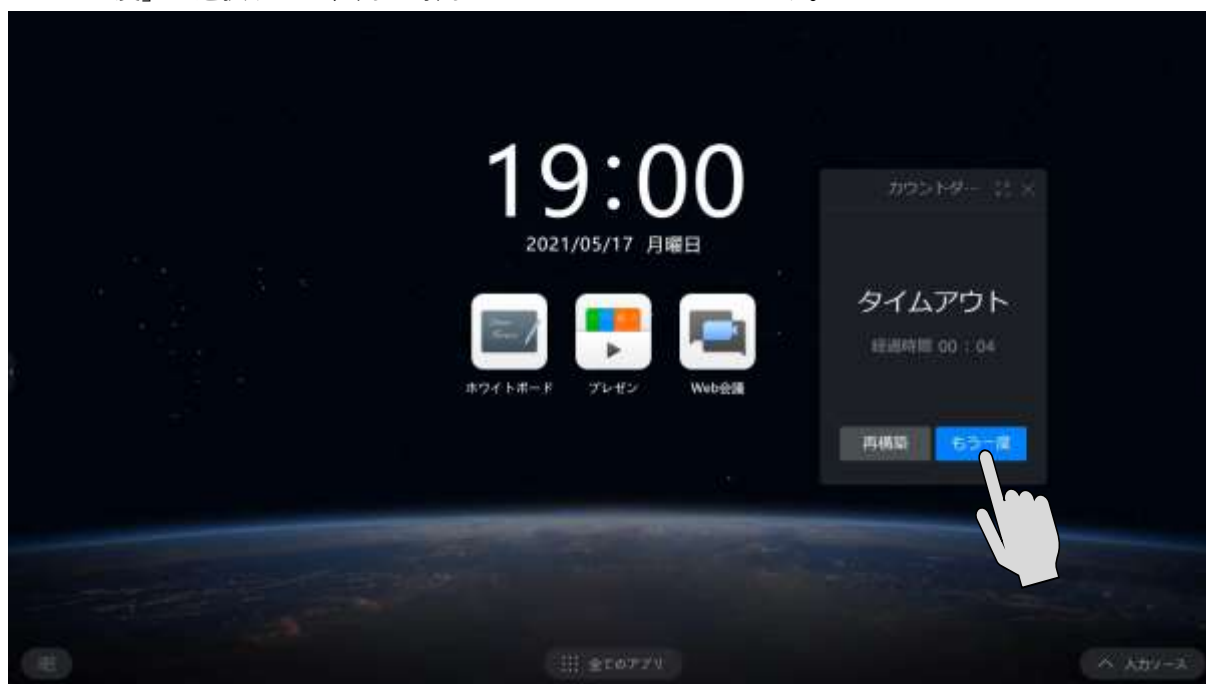 19:00
2021/05/17 月曜日
カウントダ…
タイムアウト
経過時間 00 : 04
ホワイトボード
プレゼン
Web会議
再構築
もう一度
全てのアプリ
入力ソース